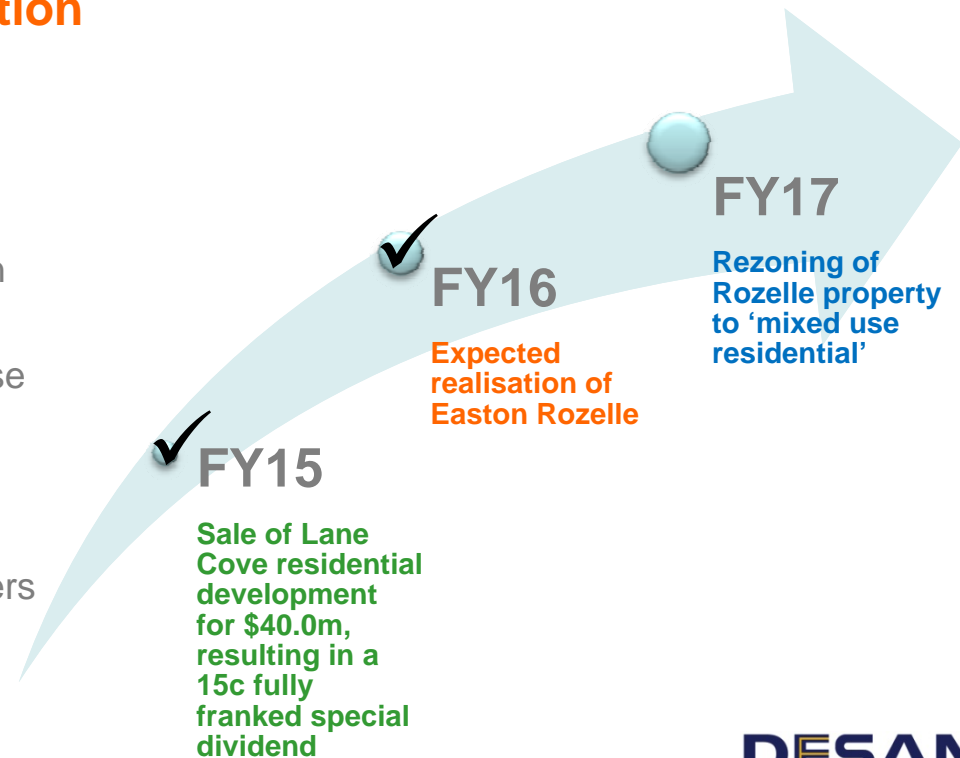 FY17
Rezoning of
Rozelle property
to ‘mixed use
residential’
FY16
Expected
realisation of
Easton Rozelle
FY15
Sale of Lane
Cove residential
development
for $40.0m,
resulting in a
15c fully
franked special
dividend